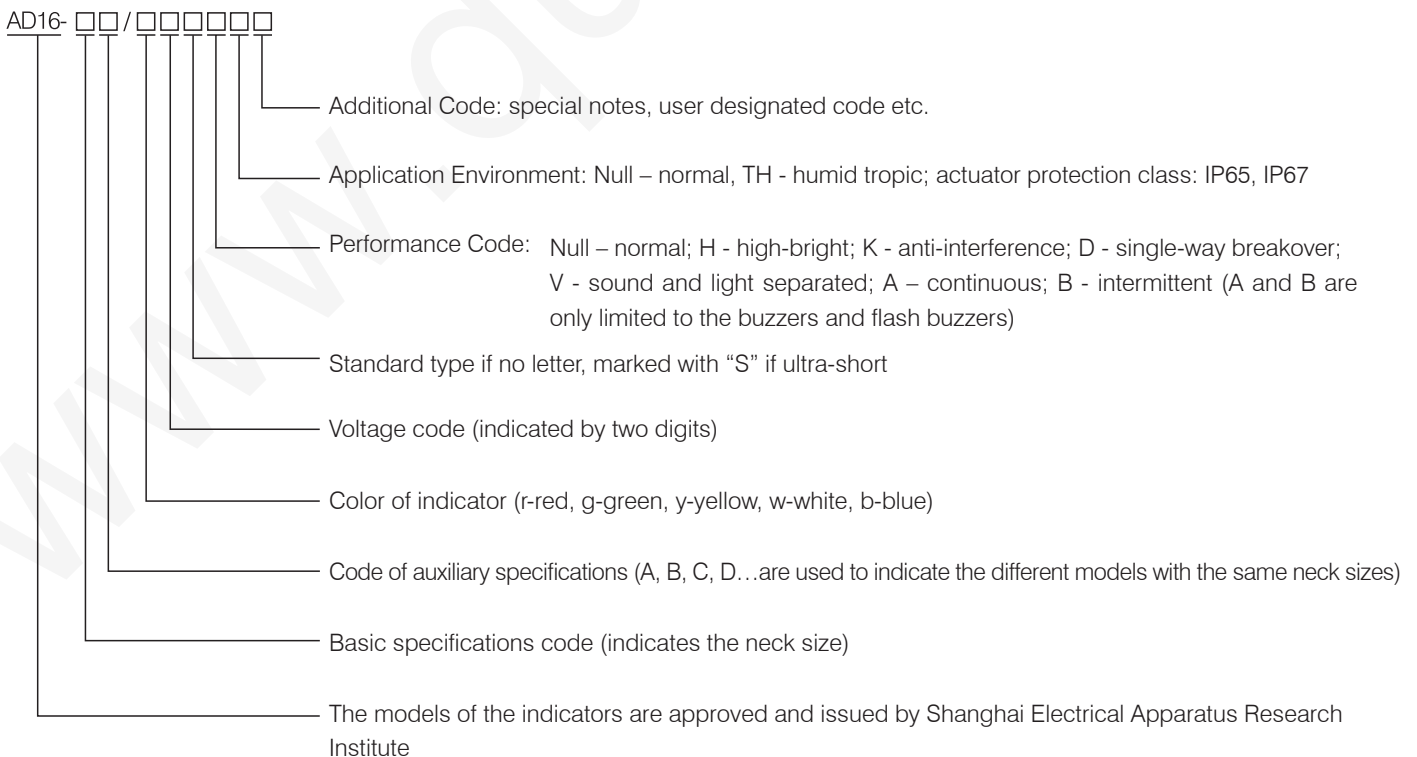 AD16- □□/□□□□□□
Additional Code: special notes, user designated code etc.
Application Environment: Null – normal, TH - humid tropic; actuator protection class: IP65, IP67
Performance Code: Null – normal; H - high-bright; K - anti-interference; D - single-way breakover;
V - sound and light separated; A – continuous; B - intermittent (A and B are
only limited to the buzzers and flash buzzers)
Standard type if no letter, marked with “S” if ultra-short
Voltage code (indicated by two digits)
Color of indicator (r-red, g-green, y-yellow, w-white, b-blue)
Code of auxiliary specifications (A, B, C, D…are used to indicate the different models with the same neck sizes)
Basic specifications code (indicates the neck size)
The models of the indicators are approved and issued by Shanghai Electrical Apparatus Research
Institute